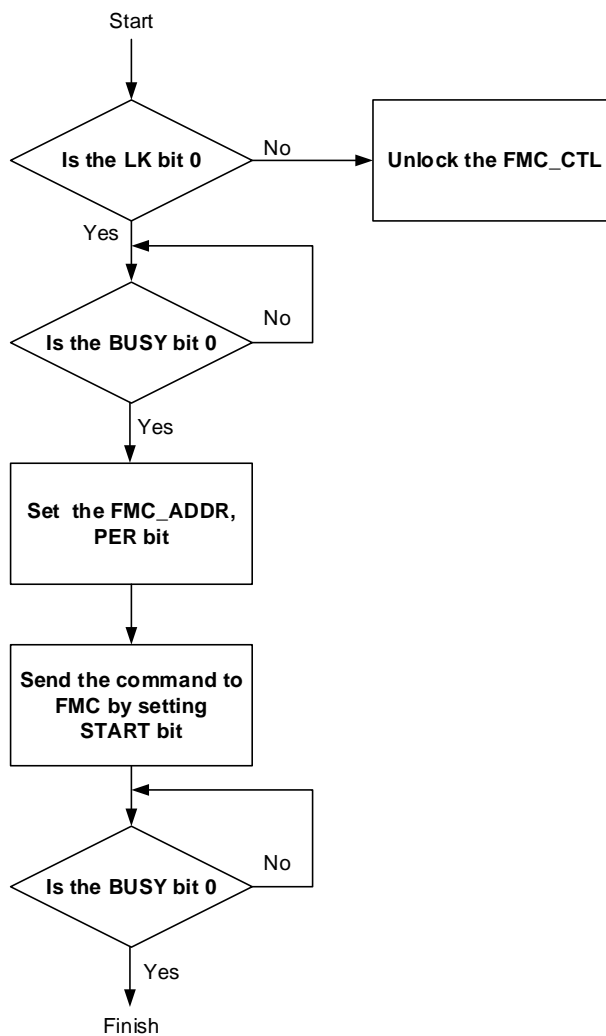 Start
Is the LK bit 0
No
Unlock the FMC_CTL
Yes
Is the BUSY bit 0
No
Yes
Set the FMC_ADDR,
PER bit
Send the command to
FMC by setting
START bit
Is the BUSY bit 0
No
Yes
Finish